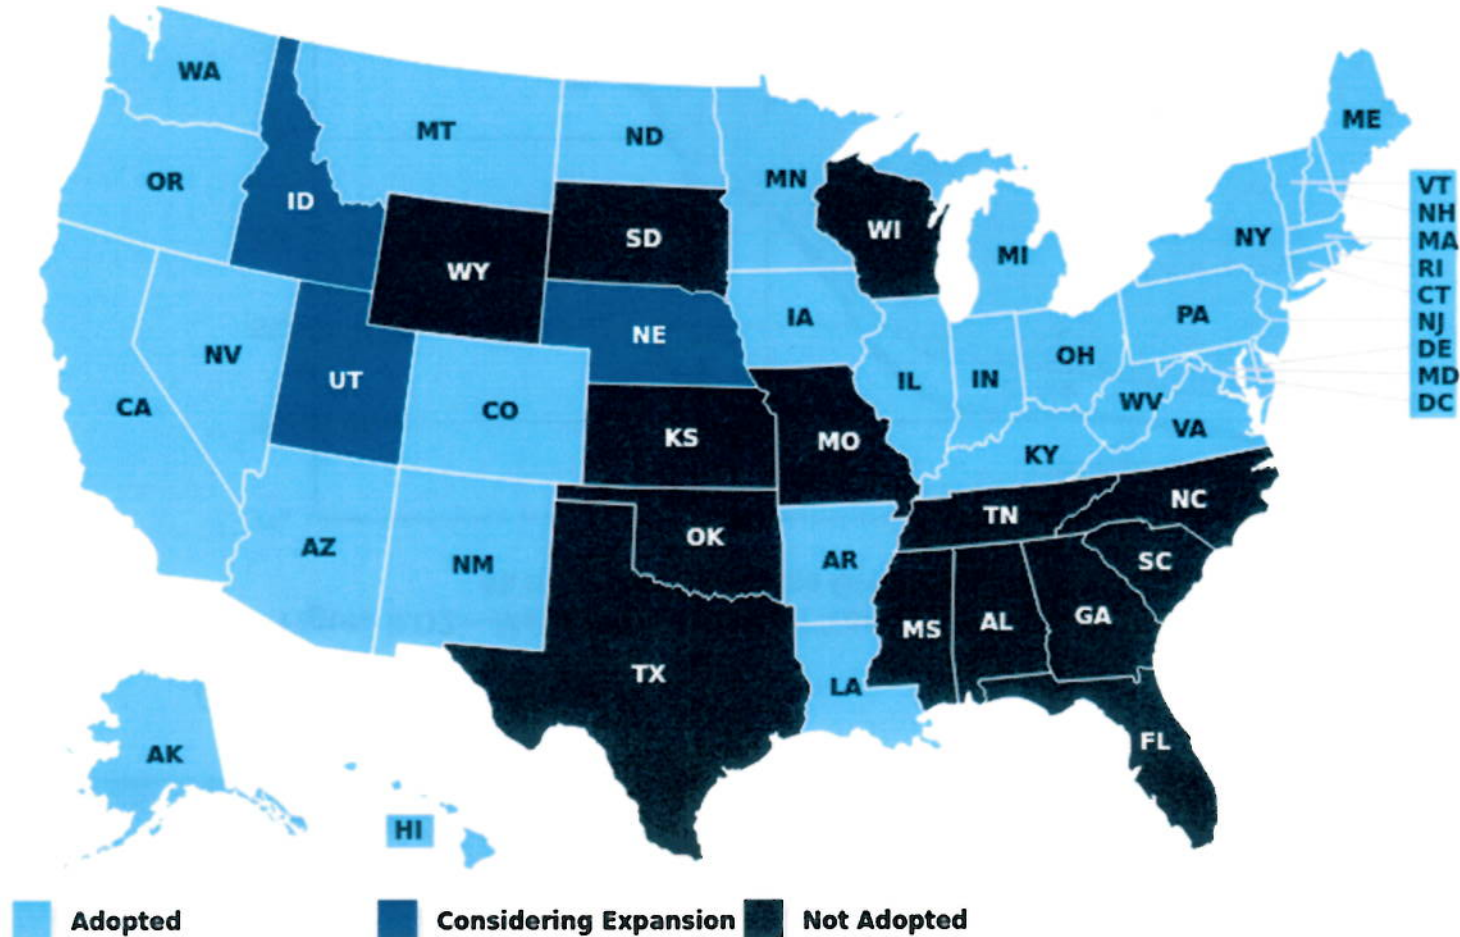 WA
ME
MT
ND
MN
OR
VT
ID
NH
WI
SD
NY
MA
MI
WY
RI
CT
PA
IA
NJ
NE
DE
NV
OH
MD
UT
IL
IN
WV
DC
CA
CO
VA
KS
MO
KY
NC
TN
OK
AZ
AR
SC
NM
GA
AL
MS
TX
LA
FL
AK
HI
Adopted Considering Expansion Not Adopted